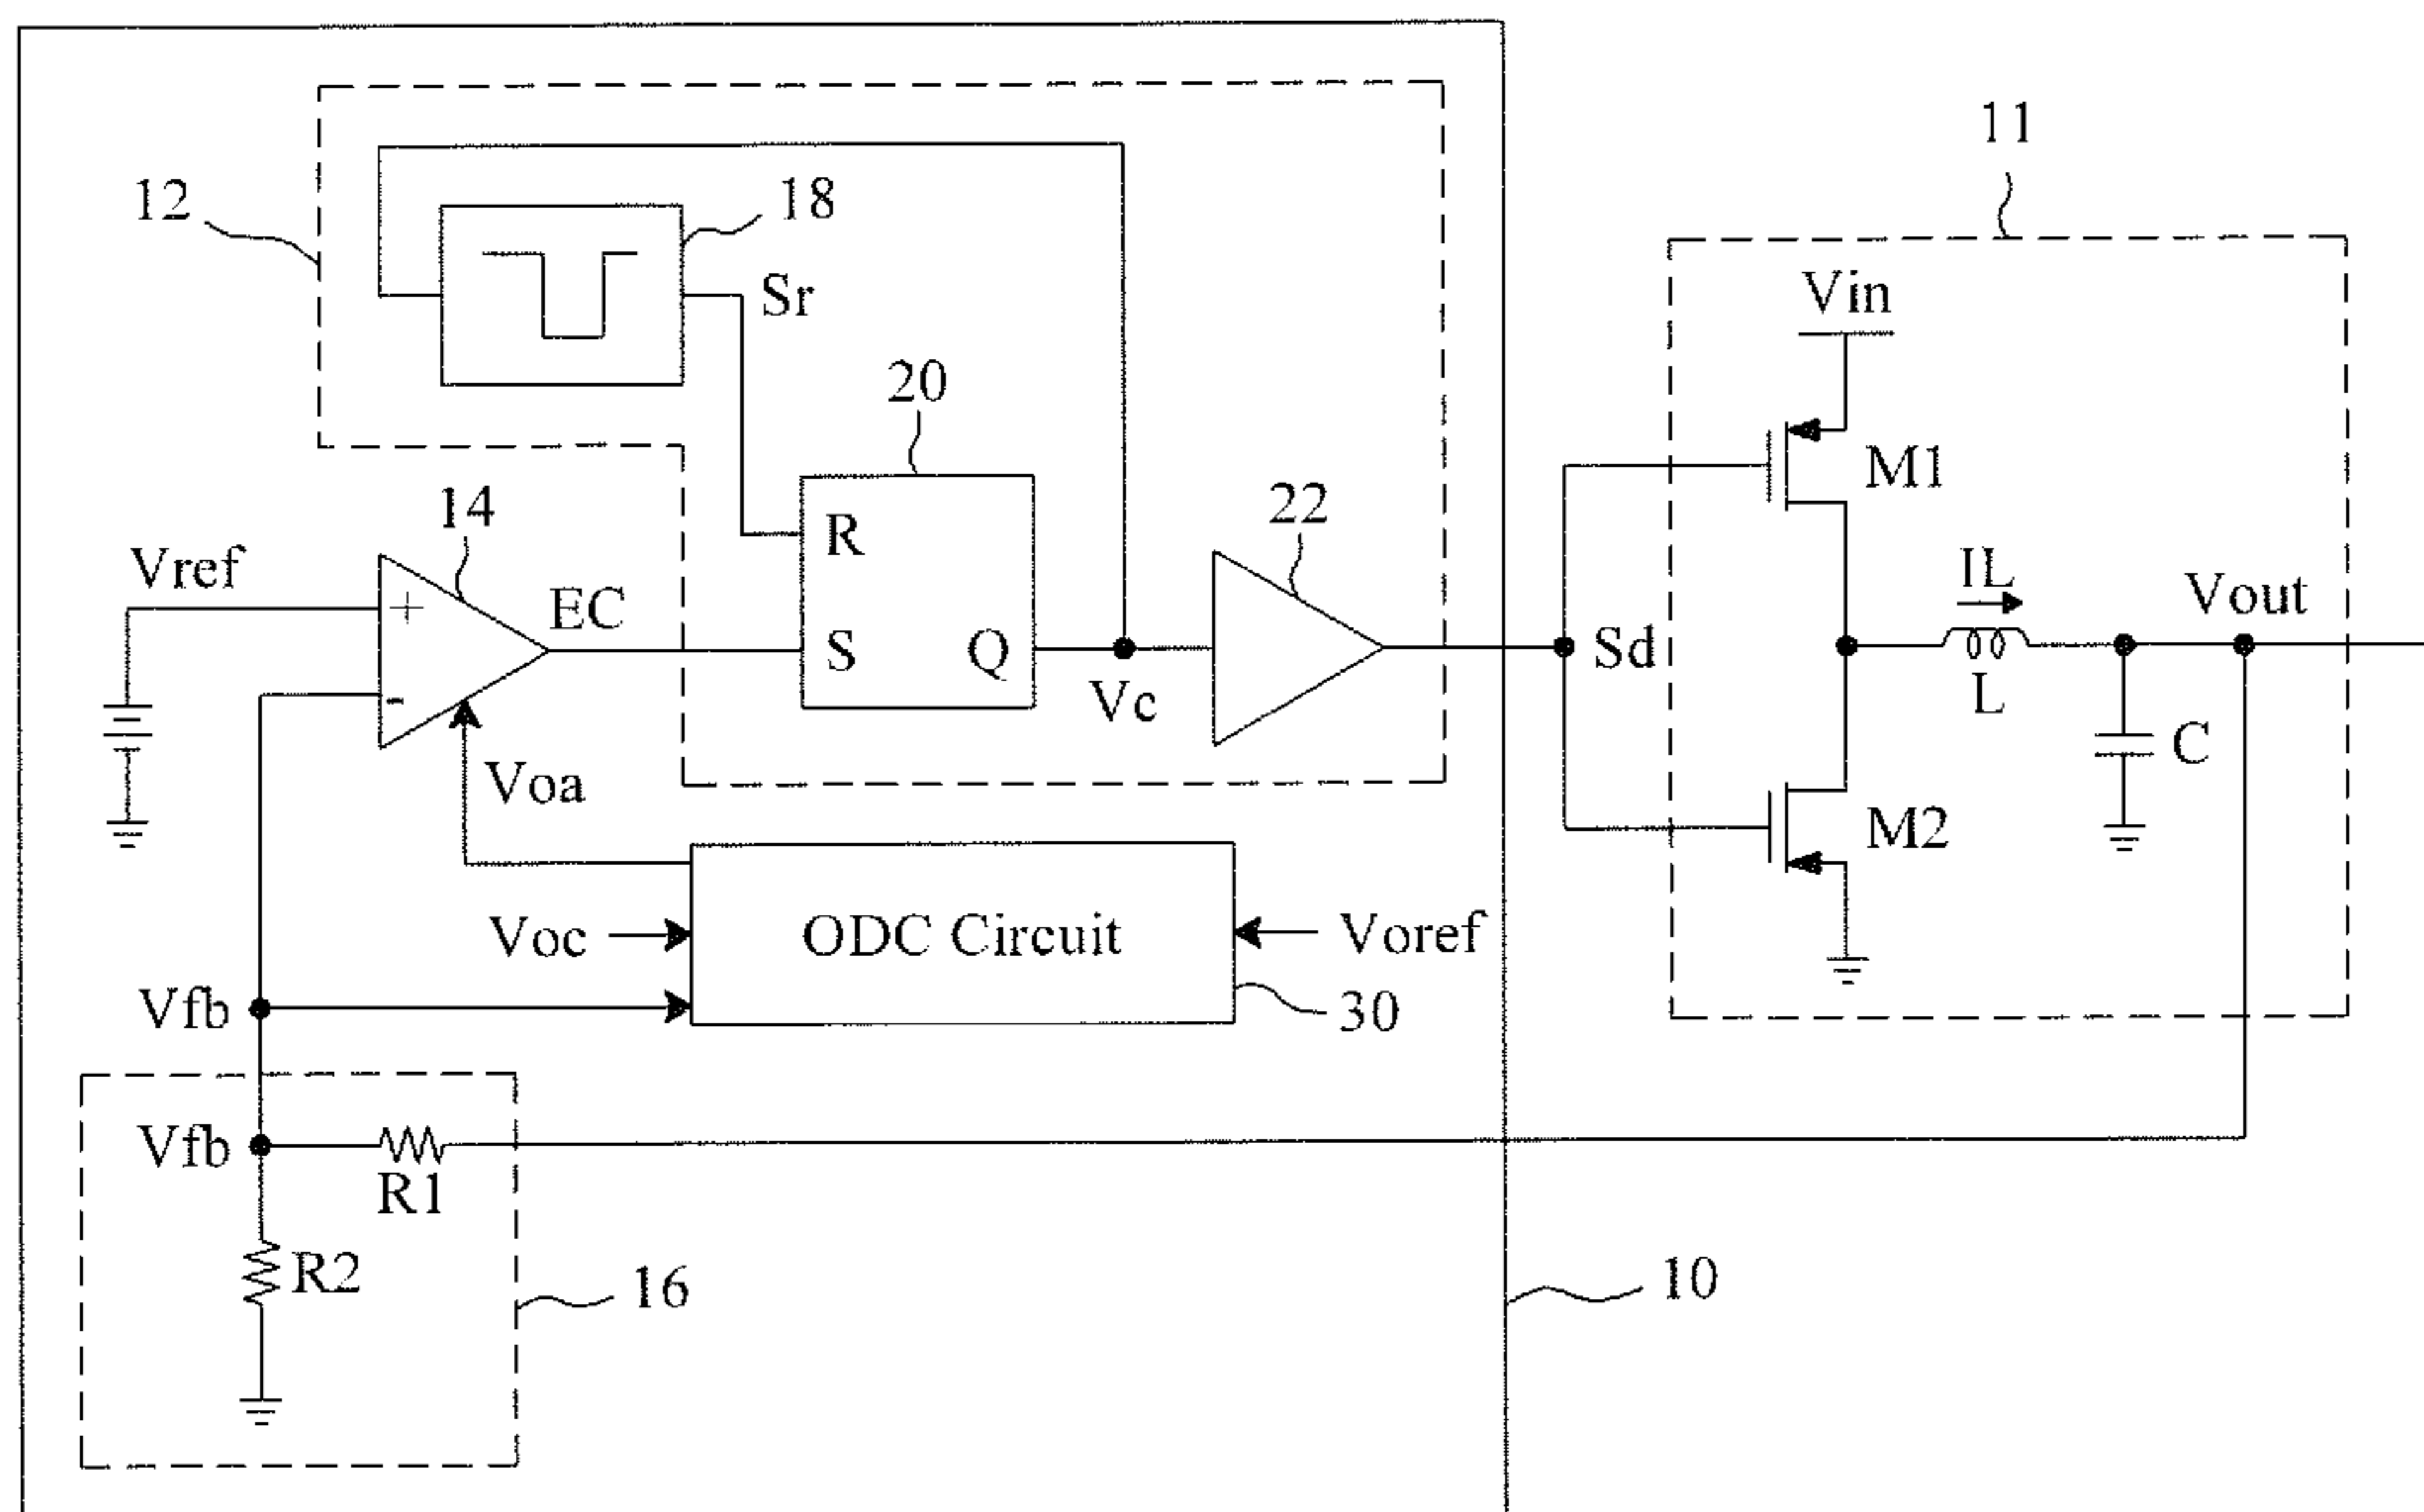 11
12
18
Sr
Vin
20
M1
14
22
Vref
+
EC
R
IL
Vout
S
Q
Sd
-
Vc
L
C
Voa
M2
Voc
ODC Circuit
Voref
Vfb
30
Vfb
R1
R2
16
10